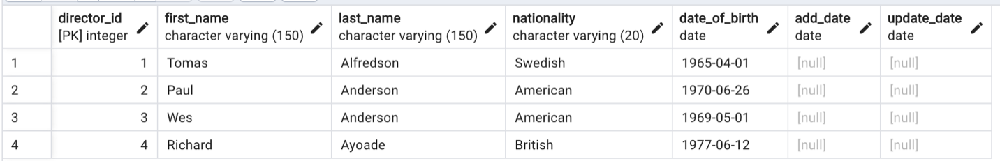 director_id first_name last_name nationality date_of_birth add_date update_date
[PK] integer character varying (150) character varying (150) character varying (20) date date date
1 1 Tomas Alfredson Swedish 1965-04-01 [null] [null]
2 2 Paul Anderson American 1970-06-26 [null] [null]
3 3 Wes Anderson American 1969-05-01 [null] [null]
4 4 Richard Ayoade British 1977-06-12 [null] [null]